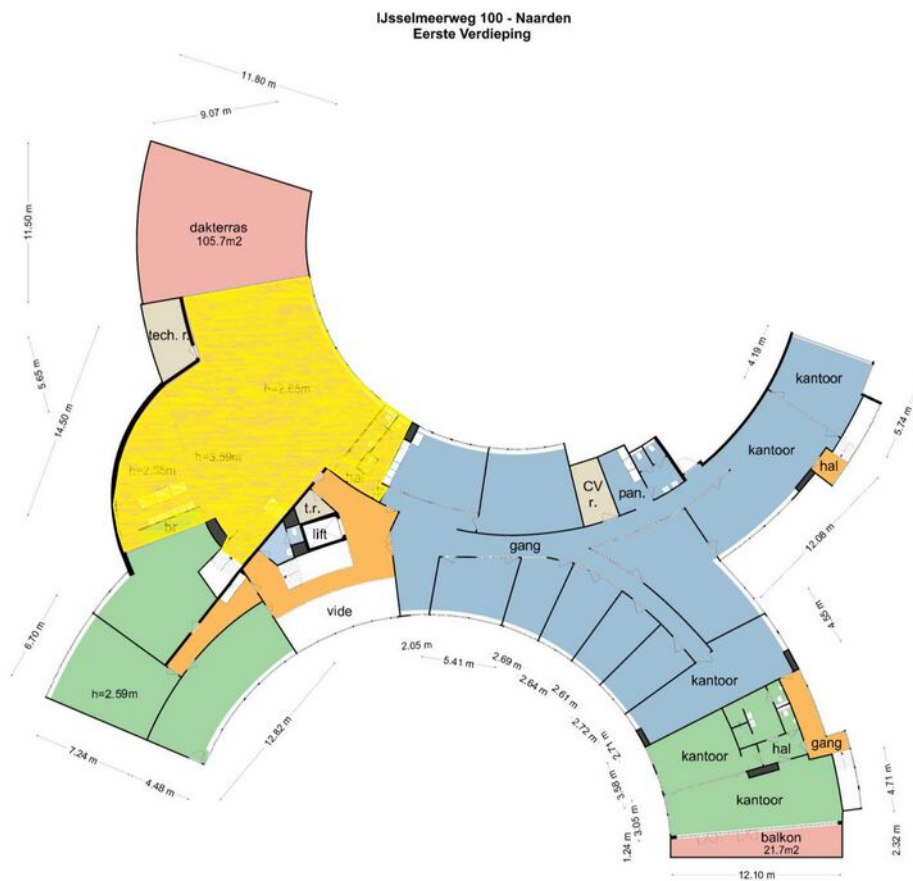 IJsselmeerweg 100 - Naarden
Eerste Verdieping
11.80 m
9.07 m
11.50 m
dakterras
105.7m2
tech. r.
5.65 m
14.50 m
h=2.65m
h=3.59m
hal
br
t.r.
lift
vide
gang
CV
r.
pan.
4.19 m
kantoor
kantoor
5.74 m
hal
12.08 m
4.55 m
6.70 m
h=2.59m
7.24 m
4.48 m
12.82 m
2.05 m
5.41 m
2.69 m
2.64 m
2.61 m
2.72 m
2.71 m
3.58 m
3.05 m
1.24 m
kantoor
kantoor
hal
gang
kantoor
4.71 m
2.32 m
balkon
21.7m2
12.10 m